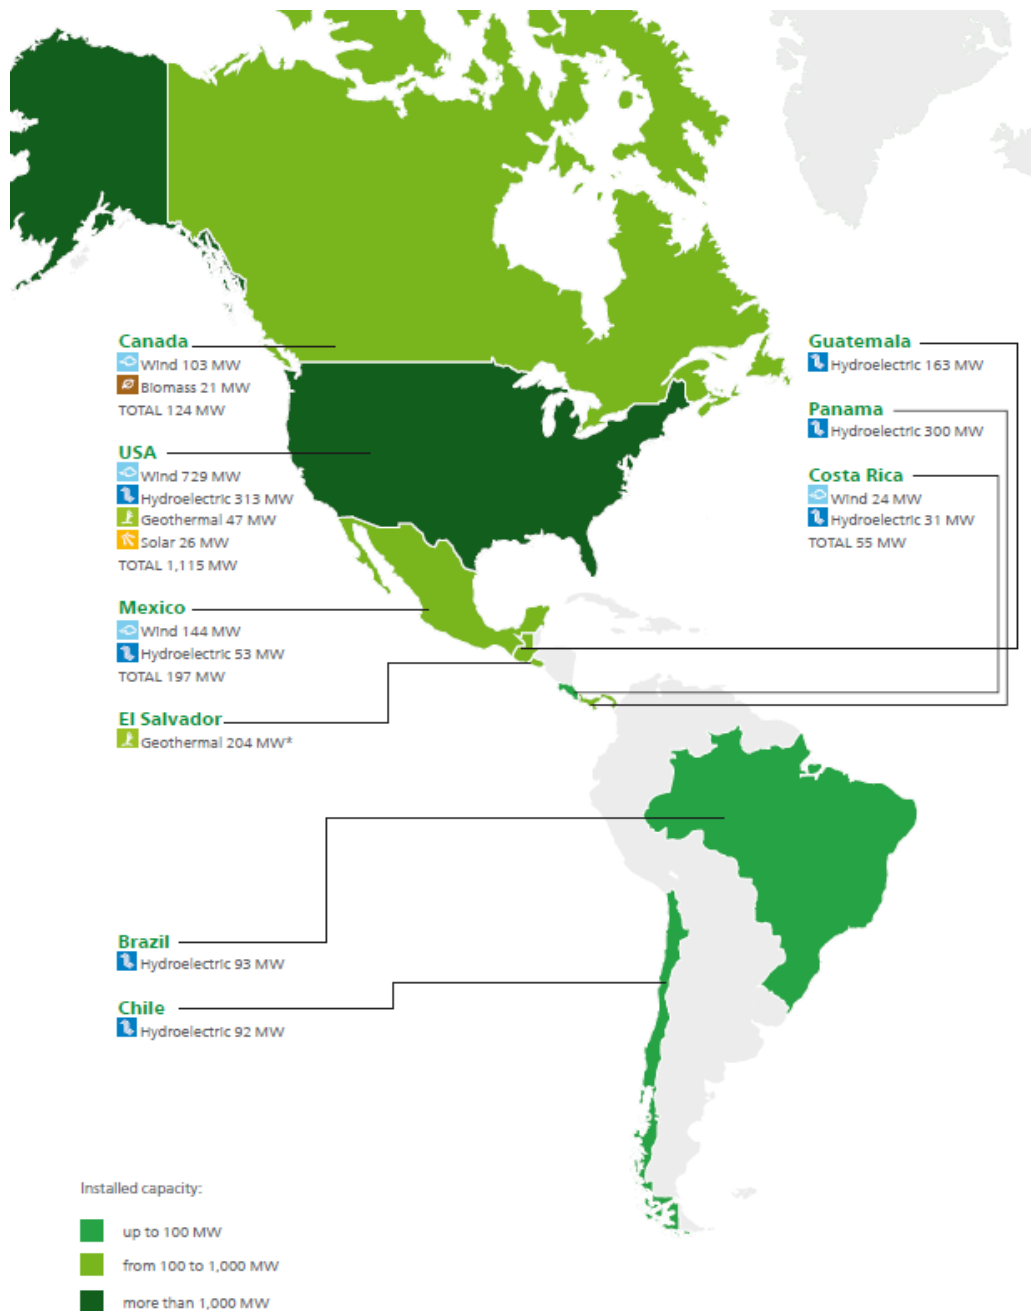 Canada
Wind 103 MW
Biomass 21 MW
TOTAL 124 MW
USA
Wind 729 MW
Hydroelectric 313 MW
Geothermal 47 MW
Solar 26 MW
TOTAL 1,115 MW
Mexico
Wind 144 MW
Hydroelectric 53 MW
TOTAL 197 MW
El Salvador
Geothermal 204 MW*
Brazil
Hydroelectric 93 MW
Chile
Hydroelectric 92 MW
Guatemala
Hydroelectric 163 MW
Panama
Hydroelectric 300 MW
Costa Rica
Wind 24 MW
Hydroelectric 31 MW
TOTAL 55 MW
Installed capacity:
up to 100 MW
from 100 to 1,000 MW
more than 1,000 MW